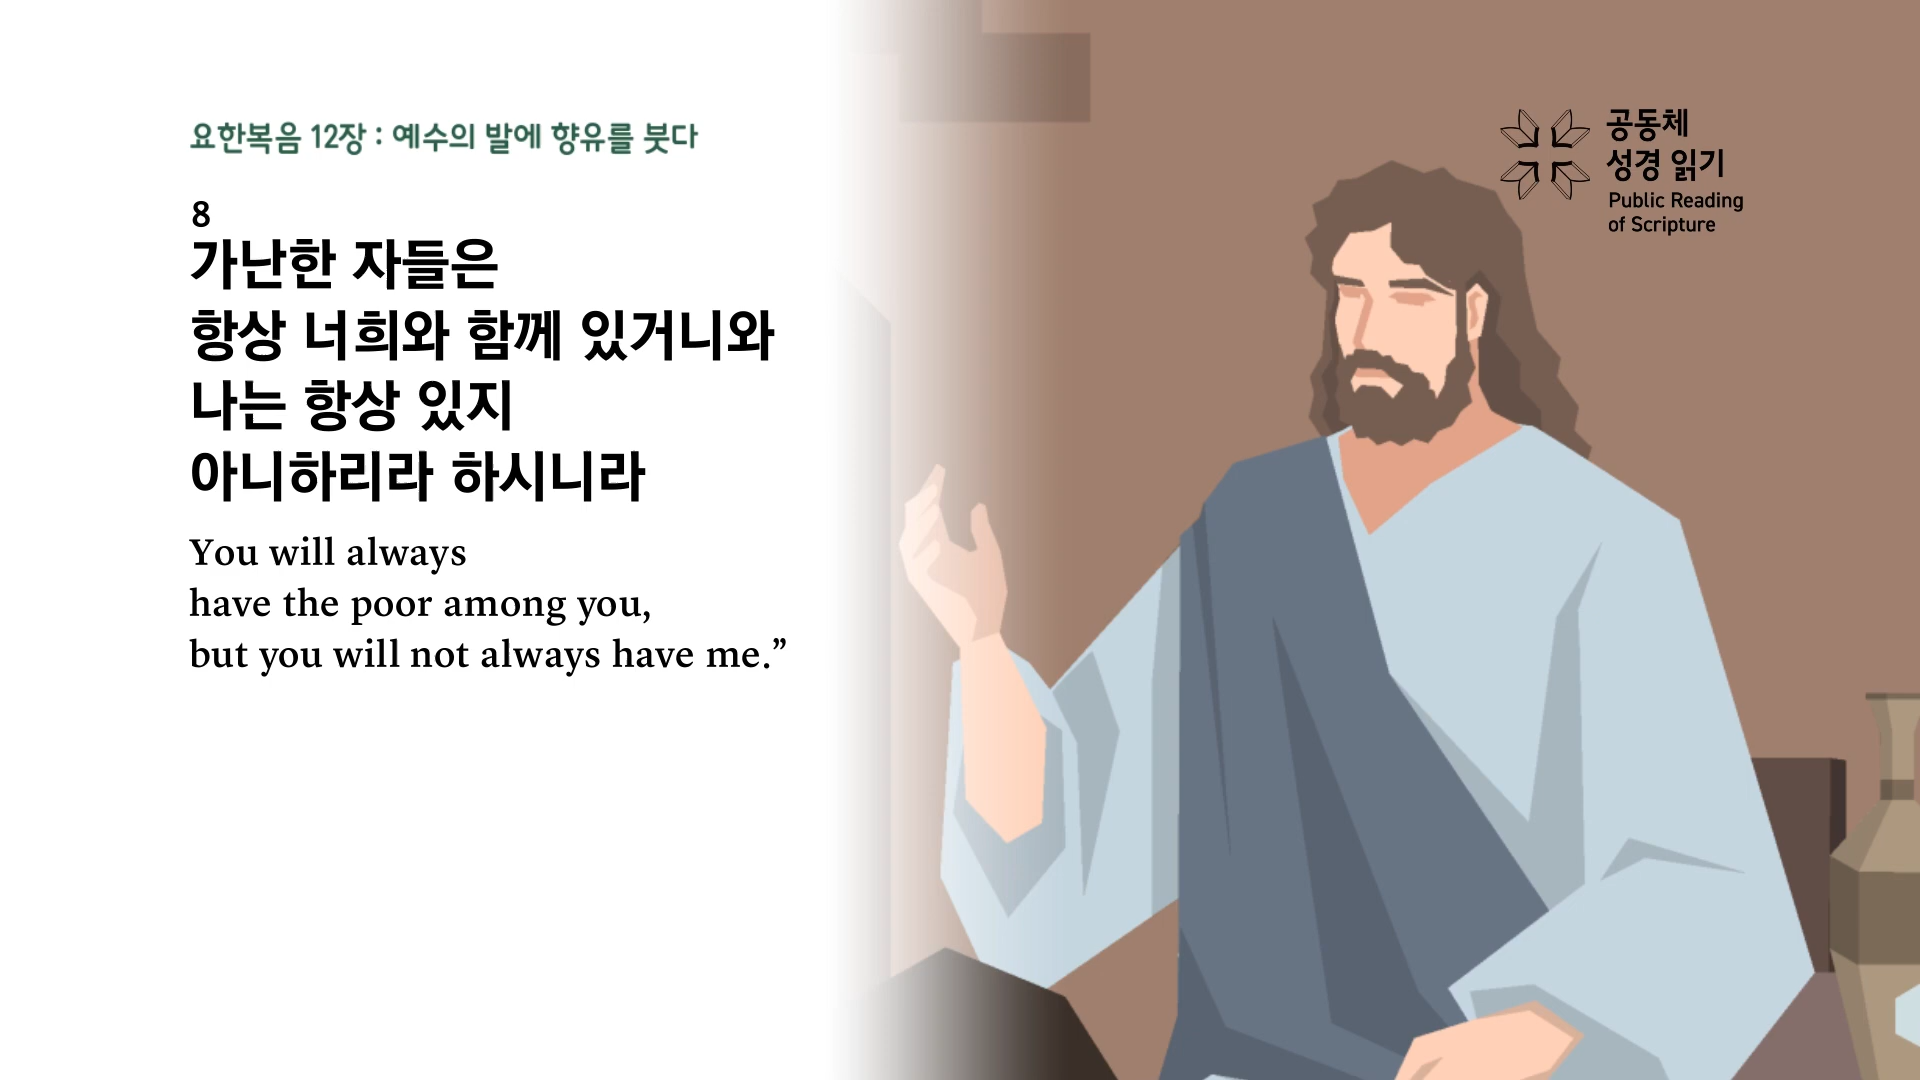 요한복음 12장 : 예수의 발에 향유를 붓다
8
가난한 자들은
항상 너희와 함께 있거니와
나는 항상 있지
아니하리라 하시니라
You will always
have the poor among you,
but you will not always have me.”
공동체
성경 읽기
Public Reading
of Scripture